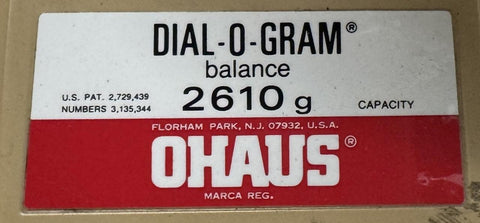 DIAL-O-GRAM®
balance
U.S. PAT. 2,729,439
NUMBERS 3,135,344
2610 g CAPACITY
FLORHAM PARK, N.J. 07932, U.S.A.
OHAUS®
MARCA REG.